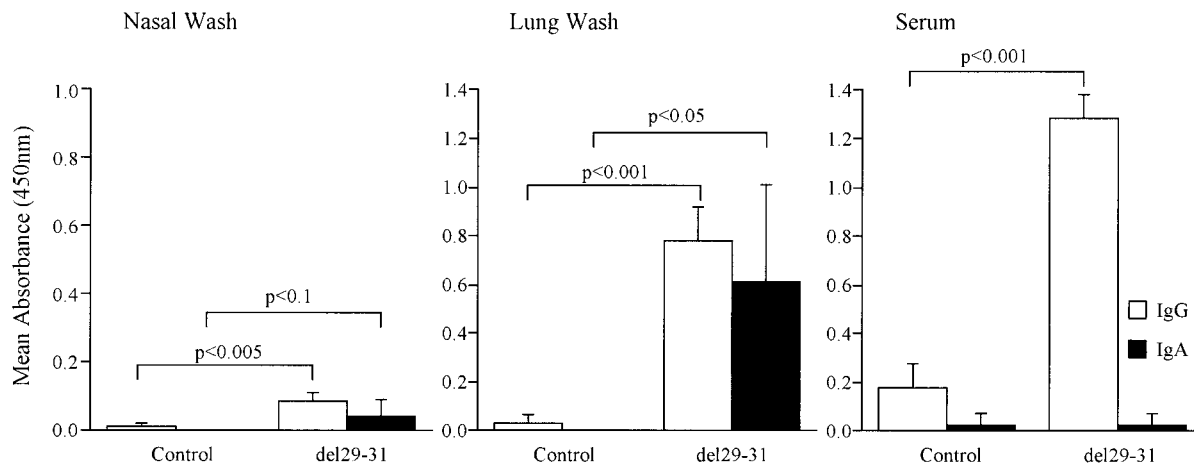 Nasal Wash
Lung Wash
Serum
Mean Absorbance (450nm)
1.0
0.8
0.6
0.4
0.2
0.0
p<0.1
p<0.005
Control
del29-31
1.4
1.2
1.0
0.8
0.6
0.4
0.2
0.0
p<0.05
p<0.001
Control
del29-31
1.4
1.2
1.0
0.8
0.6
0.4
0.2
0.0
p<0.001
Control
del29-31
IgG
IgA